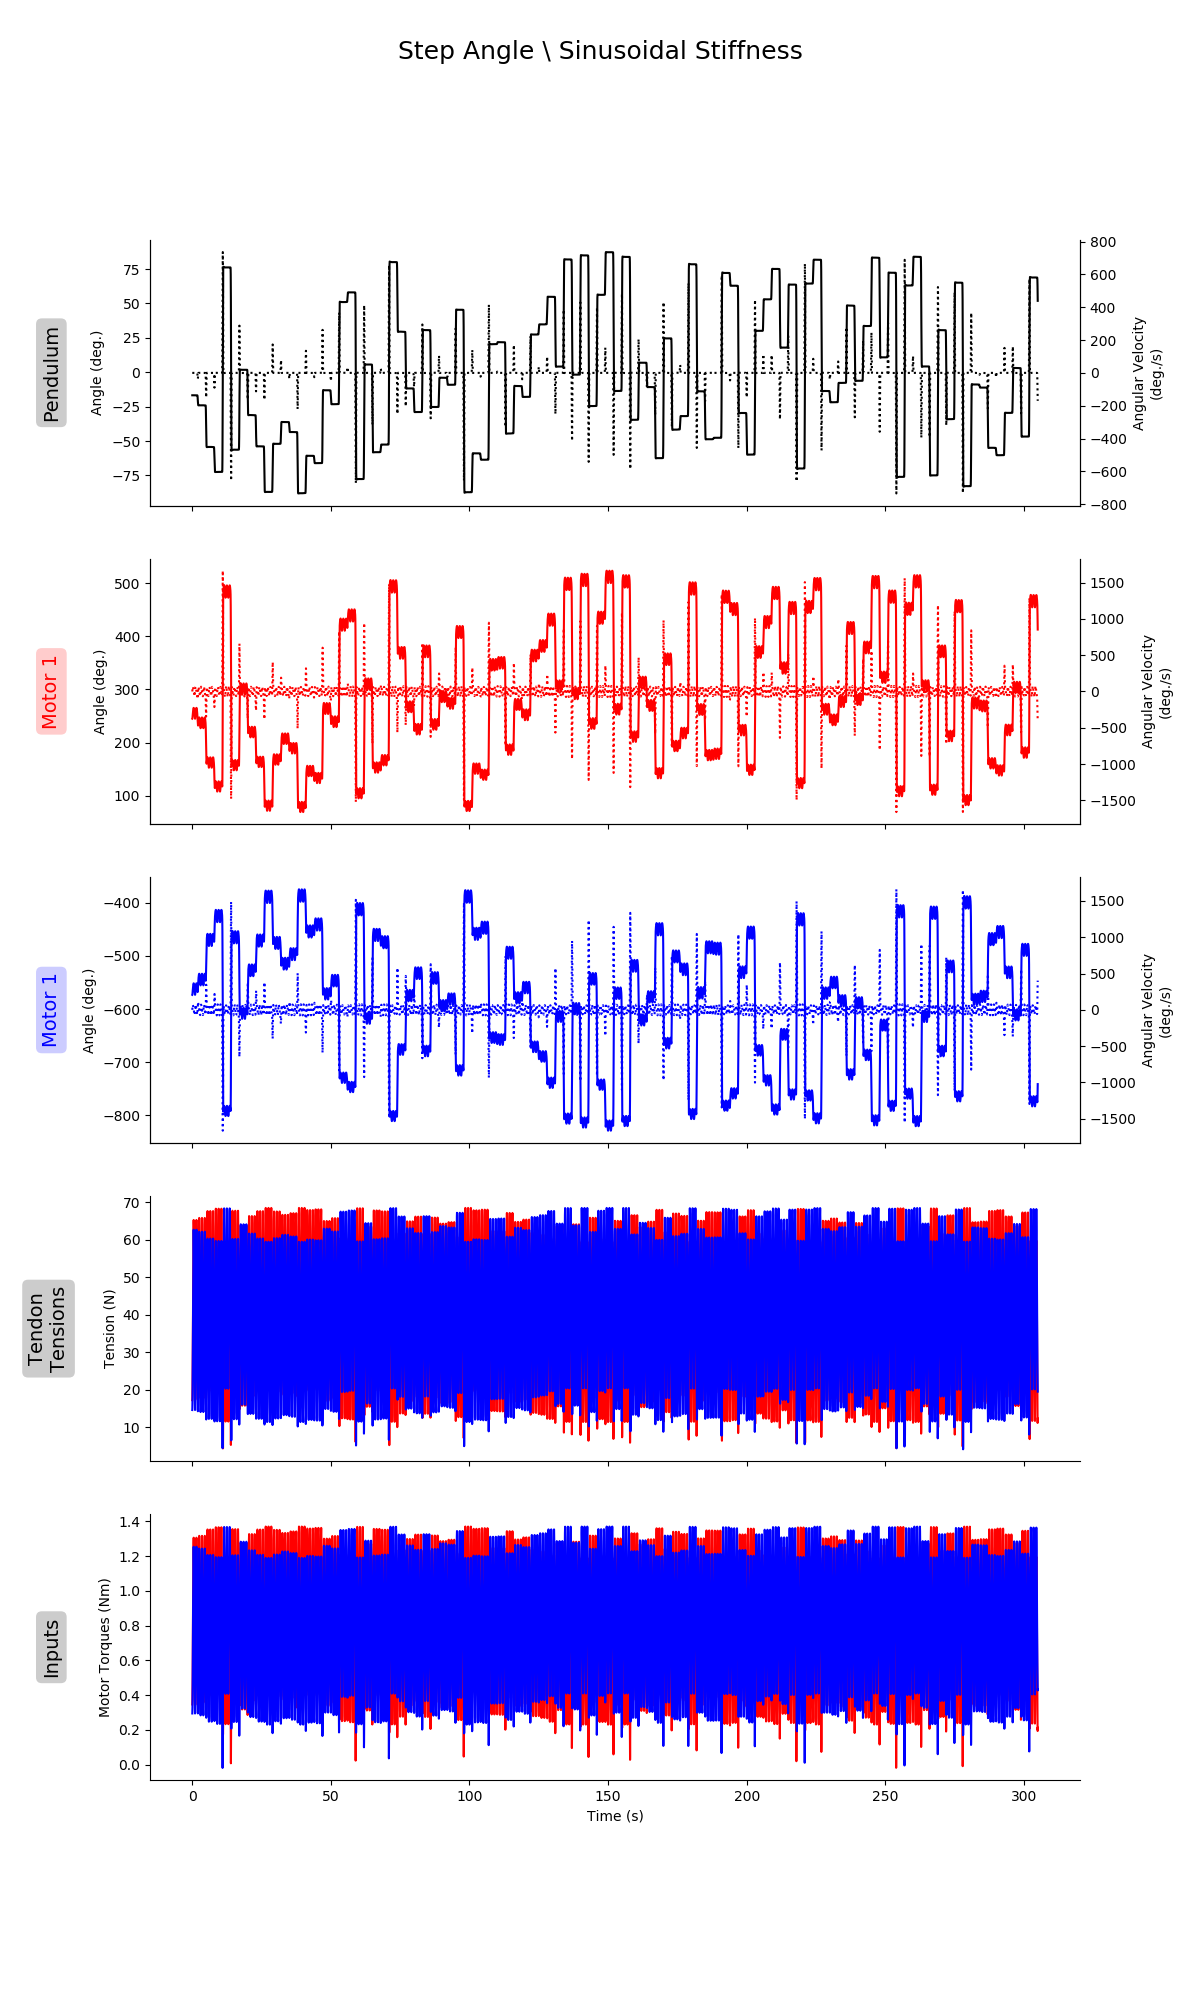 Step Angle \ Sinusoidal Stiffness
Pendulum
Angle (deg.)
75
50
25
0
−25
−50
−75
800
600
400
200
0
−200
−400
−600
−800
Angular Velocity
(deg./s)
Motor 1
Angle (deg.)
500
400
300
200
100
1500
1000
500
0
−500
−1000
−1500
Angular Velocity
(deg./s)
Motor 1
Angle (deg.)
−400
−500
−600
−700
−800
1500
1000
500
0
−500
−1000
−1500
Angular Velocity
(deg./s)
Tendon
Tensions
Tension (N)
70
60
50
40
30
20
10
Inputs
Motor Torques (Nm)
1.4
1.2
1.0
0.8
0.6
0.4
0.2
0.0
0 50 100 150 200 250 300
Time (s)